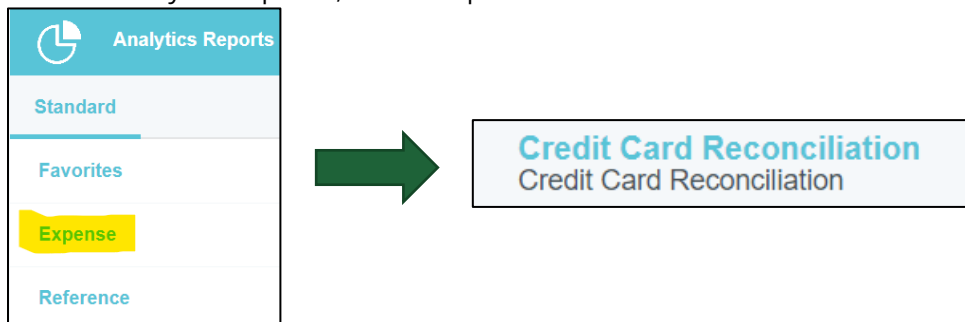 Analytics Reports
Standard
Favorites
Expense
Reference
Credit Card Reconciliation
Credit Card Reconciliation